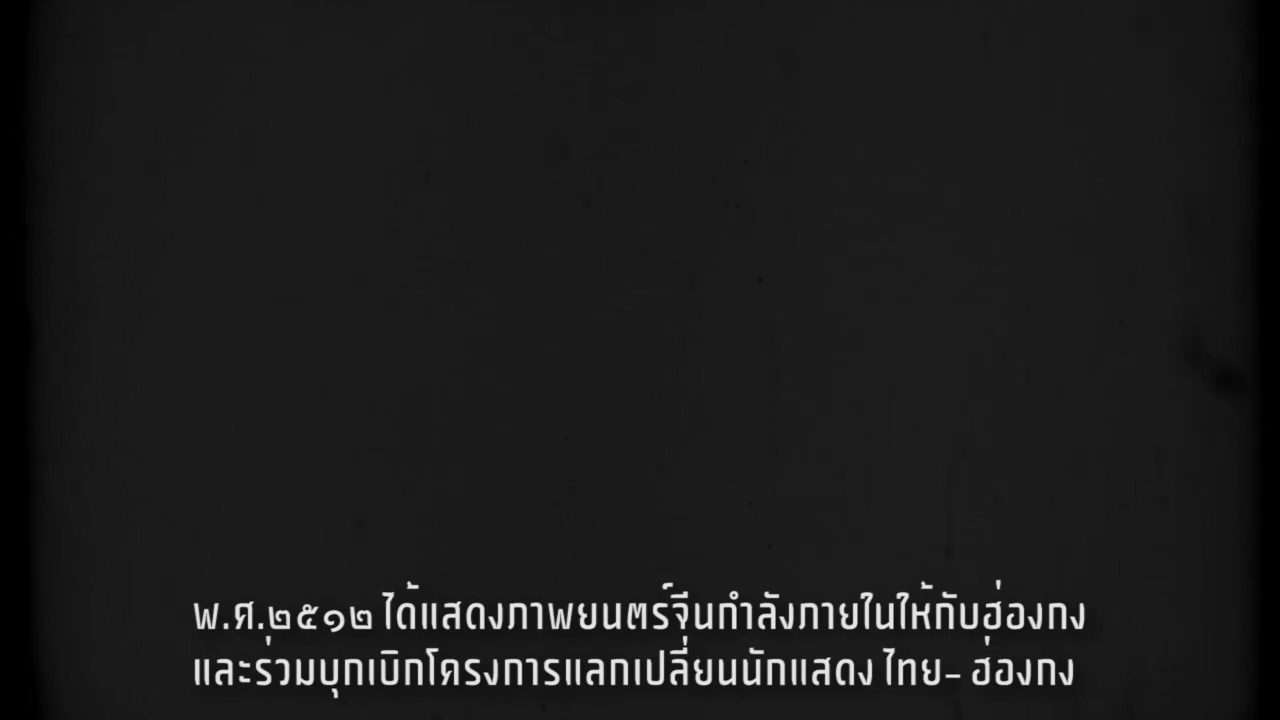 พ.ศ.๒๕๑๒ ได้แสดงภาพยนตร์จีนกำลังภายในให้กับฮ่องกง
และร่วมบุกเบิกโครงการแลกเปลี่ยนนักแสดง ไทย- ฮ่องกง